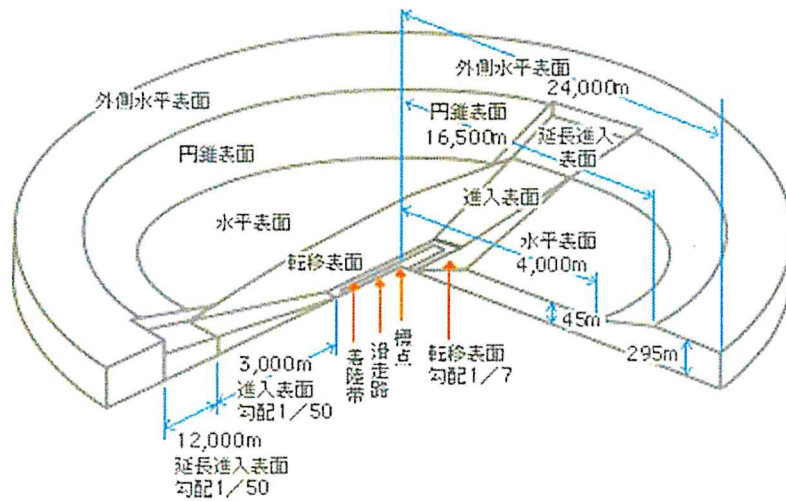 外側水平表面
24,000m
外側水平表面
円錐表面
16,500m
延長進入
表面
円錐表面
進入表面
水平表面
水平表面
4,000m
転移表面
45m
295m
3,000m
進入表面
勾配1/50
着陸帯
滑走路
標点
転移表面
勾配1/7
12,000m
延長進入表面
勾配1/50